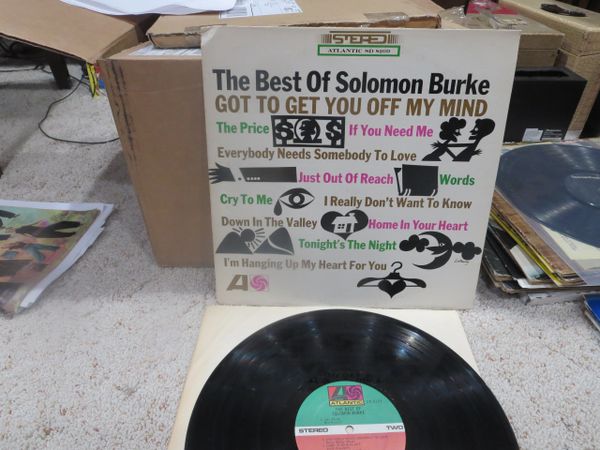 STEREO
ATLANTIC SD 8109
The Best Of Solomon Burke
GOT TO GET YOU OFF MY MIND
The Price If You Need Me
Everybody Needs Somebody To Love
Just Out Of Reach Words
Cry To Me I Really Don't Want To Know
Down In The Valley Home In Your Heart
Tonight's The Night
I'm Hanging Up My Heart For You
ATLANTIC
THE BEST OF
SOLOMON BURKE
STEREO TWO